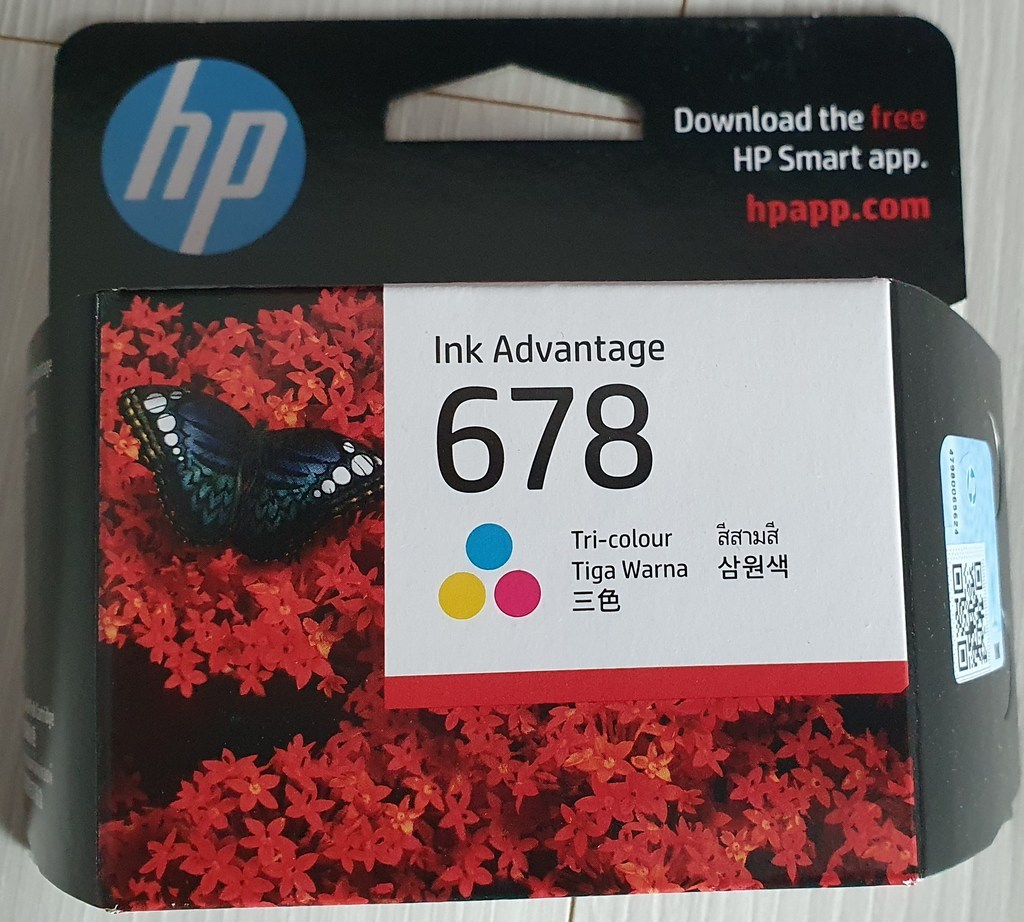 hp
Download the free
HP Smart app.
hpapp.com
Ink Advantage
678
Tri-colour
Tiga Warna
三色
สีสามสี
삼원색